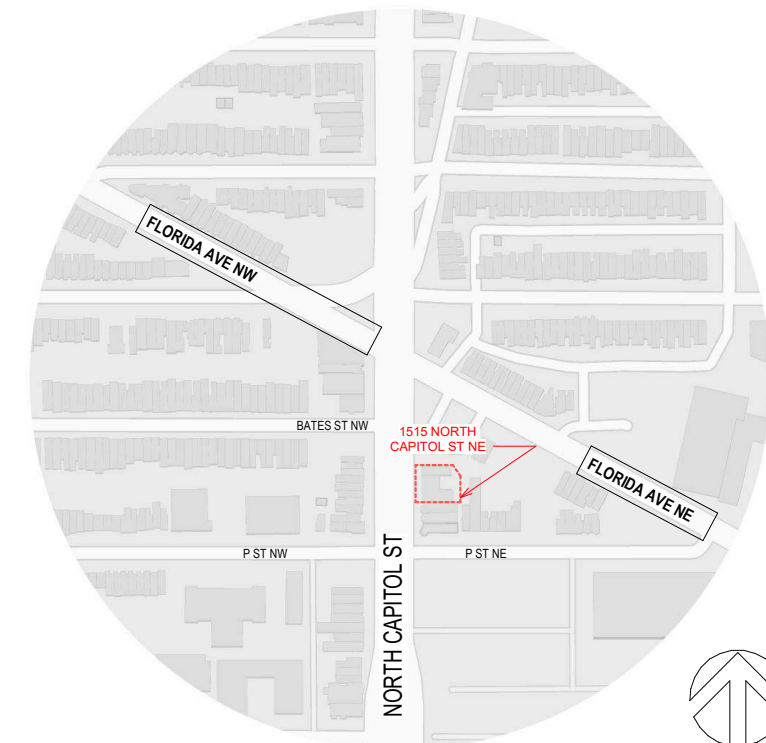 FLORIDA AVE NW
BATES ST NW
1515 NORTH
CAPITOL ST NE
FLORIDA AVE NE
P ST NW
P ST NE
NORTH CAPITOL ST